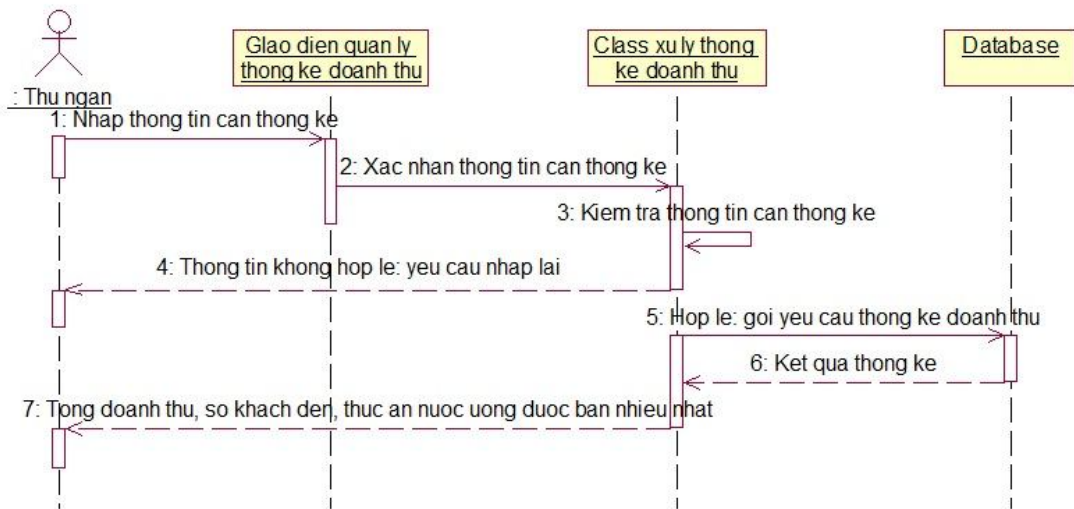 Giao dien quan ly
thong ke doanh thu
Class xu ly thong
ke doanh thu
Database
: Thu ngan
1: Nhap thong tin can thong ke
2: Xac nhan thong tin can thong ke
3: Kiem tra thong tin can thong ke
4: Thong tin khong hop le: yeu cau nhap lai
5: Hop le: goi yeu cau thong ke doanh thu
6: Ket qua thong ke
7: Tong doanh thu, so khach den, thuc an nuoc uong duoc ban nhieu nhat